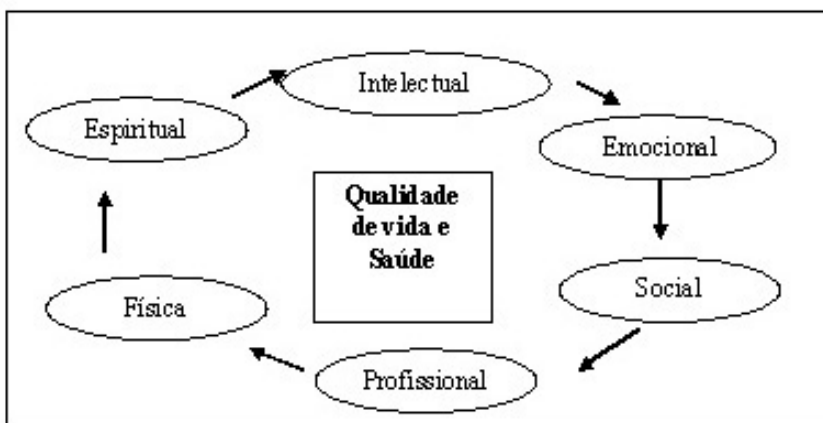 Intelectual
Espiritual
Emocional
Qualidade
de vida e
Saúde
Física
Social
Profissional